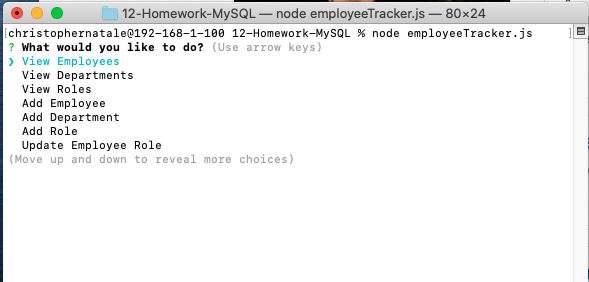 12-Homework-MySQL — node employeeTracker.js — 80×24
[christophernatale@192-168-1-100 12-Homework-MySQL % node employeeTracker.js ]
? What would you like to do? (Use arrow keys)
❯ View Employees
View Departments
View Roles
Add Employee
Add Department
Add Role
Update Employee Role
(Move up and down to reveal more choices)